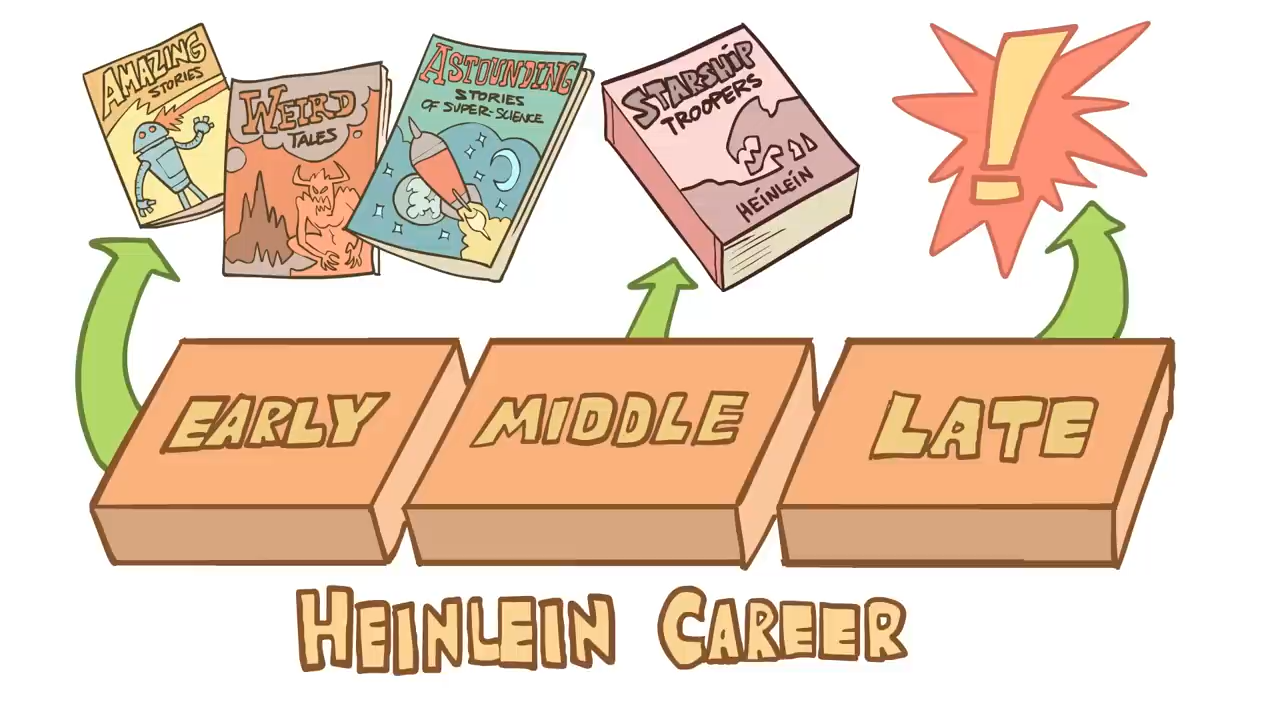 AMAZING
STORIES
WEIRD
TALES
ASTOUNDING
STORIES
OF SUPER-SCIENCE
STARSHIP
TROOPERS
HEINLEIN
!
EARLY
MIDDLE
LATE
HEINLEIN CAREER